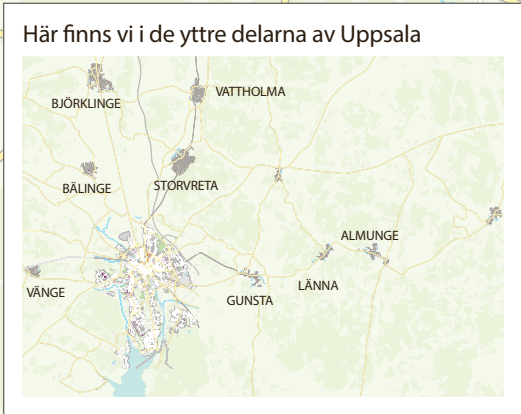 Här finns vi i de yttre delarna av Uppsala
VATTHOLMA
BJÖRKLINGE
BÄLINGE
STORVRETA
ALMUNGE
VÄNGE
LÄNNA
GUNSTA